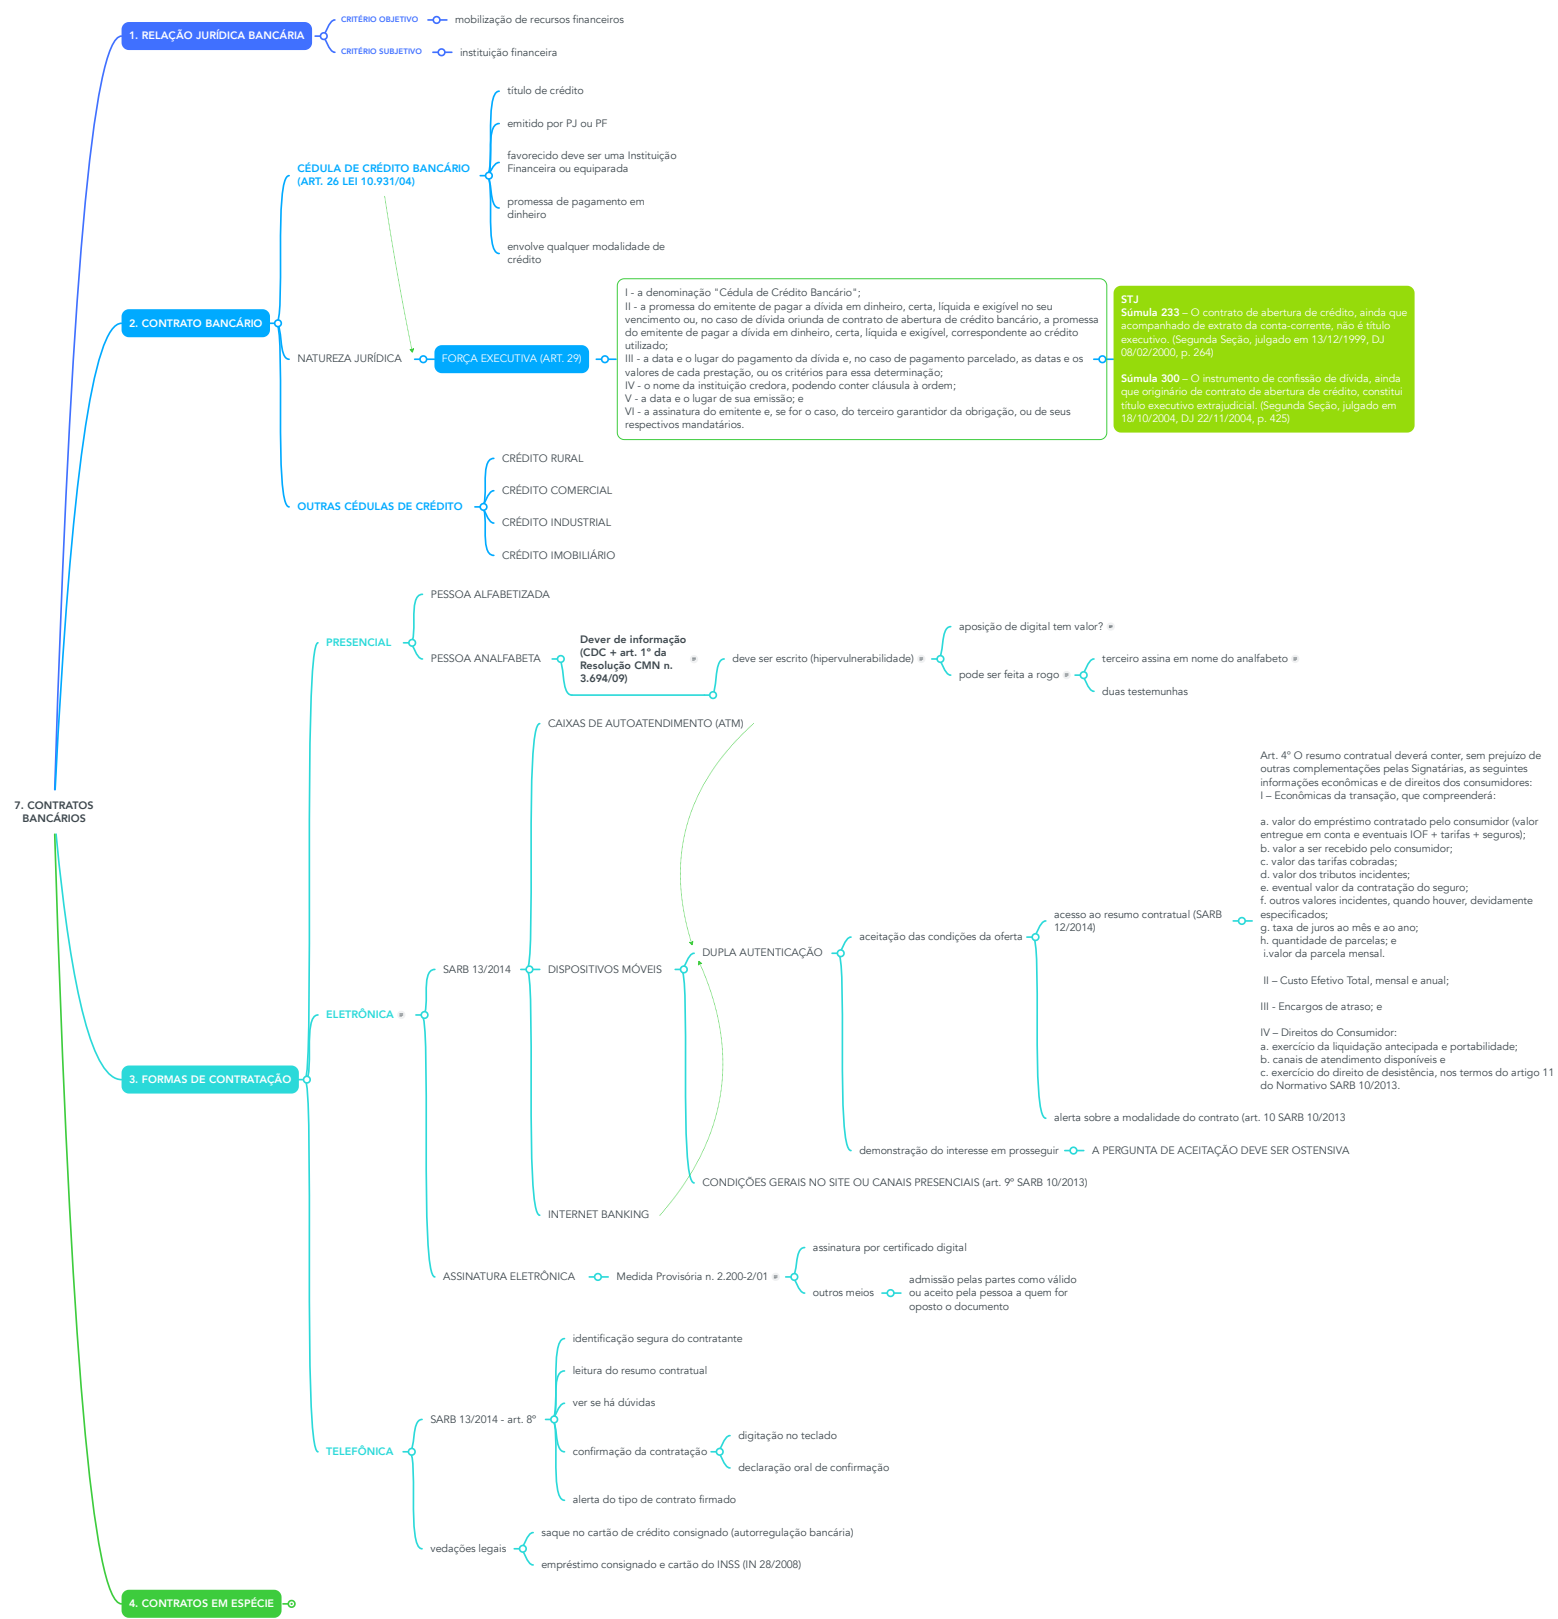 7. CONTRATOS
BANCÁRIOS
1. RELAÇÃO JURÍDICA BANCÁRIA
CRITÉRIO OBJETIVO
mobilização de recursos financeiros
CRITÉRIO SUBJETIVO
instituição financeira
2. CONTRATO BANCÁRIO
CÉDULA DE CRÉDITO BANCÁRIO
(ART. 26 LEI 10.931/04)
título de crédito
emitido por PJ ou PF
favorecido deve ser uma Instituição
Financeira ou equiparada
promessa de pagamento em
dinheiro
envolve qualquer modalidade de
crédito
NATUREZA JURÍDICA
FORÇA EXECUTIVA (ART. 29)
I - a denominação "Cédula de Crédito Bancário";
II - a promessa do emitente de pagar a dívida em dinheiro, certa, líquida e exigível no seu
vencimento ou, no caso de dívida oriunda de contrato de abertura de crédito bancário, a promessa
do emitente de pagar a dívida em dinheiro, certa, líquida e exigível, correspondente ao crédito
utilizado;
III - a data e o lugar do pagamento da dívida e, no caso de pagamento parcelado, as datas e os
valores de cada prestação, ou os critérios para essa determinação;
IV - o nome da instituição credora, podendo conter cláusula à ordem;
V - a data e o lugar de sua emissão; e
VI - a assinatura do emitente e, se for o caso, do terceiro garantidor da obrigação, ou de seus
respectivos mandatários.
STJ
Súmula 233 – O contrato de abertura de crédito, ainda que
acompanhado de extrato da conta-corrente, não é título
executivo. (Segunda Seção, julgado em 13/12/1999, DJ
08/02/2000, p. 264)
Súmula 300 – O instrumento de confissão de dívida, ainda
que originário de contrato de abertura de crédito, constitui
título executivo extrajudicial. (Segunda Seção, julgado em
18/10/2004, DJ 22/11/2004, p. 425)
OUTRAS CÉDULAS DE CRÉDITO
CRÉDITO RURAL
CRÉDITO COMERCIAL
CRÉDITO INDUSTRIAL
CRÉDITO IMOBILIÁRIO
3. FORMAS DE CONTRATAÇÃO
PRESENCIAL
PESSOA ALFABETIZADA
PESSOA ANALFABETA
Dever de informação
(CDC + art. 1º da
Resolução CMN n.
3.694/09)
deve ser escrito (hipervulnerabilidade)
aposição de digital tem valor?
pode ser feita a rogo
terceiro assina em nome do analfabeto
duas testemunhas
ELETRÔNICA
SARB 13/2014
CAIXAS DE AUTOATENDIMENTO (ATM)
DISPOSITIVOS MÓVEIS
DUPLA AUTENTICAÇÃO
aceitação das condições da oferta
acesso ao resumo contratual (SARB
12/2014)
Art. 4º O resumo contratual deverá conter, sem prejuízo de
outras complementações pelas Signatárias, as seguintes
informações econômicas e de direitos dos consumidores:
I – Econômicas da transação, que compreenderá:
a. valor do empréstimo contratado pelo consumidor (valor
entregue em conta e eventuais IOF + tarifas + seguros);
b. valor a ser recebido pelo consumidor;
c. valor das tarifas cobradas;
d. valor dos tributos incidentes;
e. eventual valor da contratação do seguro;
f. outros valores incidentes, quando houver, devidamente
especificados;
g. taxa de juros ao mês e ao ano;
h. quantidade de parcelas; e
i.valor da parcela mensal.
II – Custo Efetivo Total, mensal e anual;
III - Encargos de atraso; e
IV – Direitos do Consumidor:
a. exercício da liquidação antecipada e portabilidade;
b. canais de atendimento disponíveis e
c. exercício do direito de desistência, nos termos do artigo 11
do Normativo SARB 10/2013.
alerta sobre a modalidade do contrato (art. 10 SARB 10/2013
demonstração do interesse em prosseguir
A PERGUNTA DE ACEITAÇÃO DEVE SER OSTENSIVA
CONDIÇÕES GERAIS NO SITE OU CANAIS PRESENCIAIS (art. 9º SARB 10/2013)
INTERNET BANKING
ASSINATURA ELETRÔNICA
Medida Provisória n. 2.200-2/01
assinatura por certificado digital
outros meios
admissão pelas partes como válido
ou aceito pela pessoa a quem for
oposto o documento
TELEFÔNICA
SARB 13/2014 - art. 8º
identificação segura do contratante
leitura do resumo contratual
ver se há dúvidas
confirmação da contratação
digitação no teclado
declaração oral de confirmação
alerta do tipo de contrato firmado
vedações legais
saque no cartão de crédito consignado (autorregulação bancária)
empréstimo consignado e cartão do INSS (IN 28/2008)
4. CONTRATOS EM ESPÉCIE